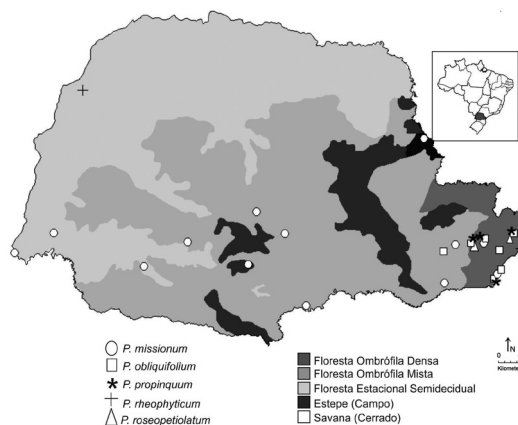 N
0
Kilomete
P. missionum
P. obliquifolium
P. propinquum
P. rheophyticum
P. roseopetiolatum
Floresta Ombrófila Densa
Floresta Ombrófila Mista
Floresta Estacional Semidecidual
Estepe (Campo)
Savana (Cerrado)